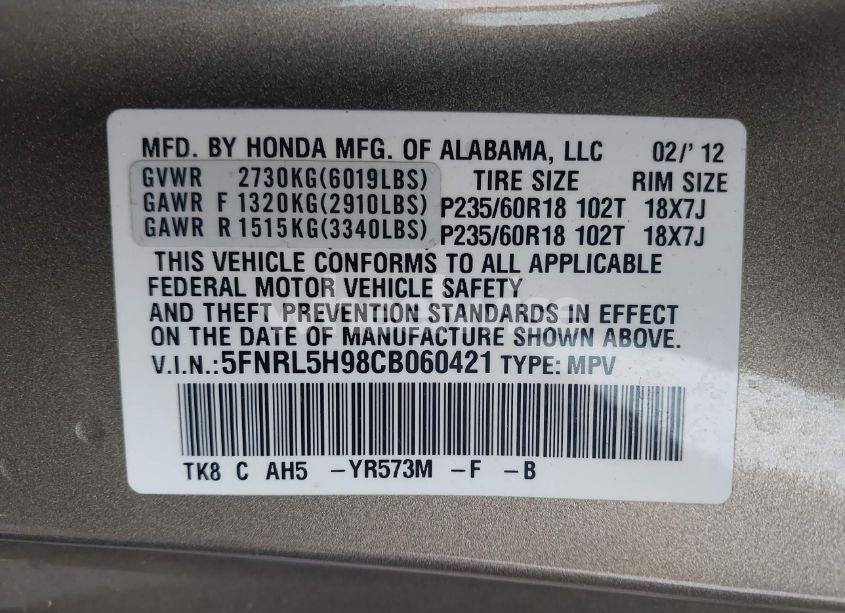 MFD. BY HONDA MFG. OF ALABAMA, LLC 02/' 12
GVWR 2730KG(6019LBS) TIRE SIZE RIM SIZE
GAWR F 1320KG(2910LBS) P235/60R18 102T 18X7J
GAWR R 1515KG(3340LBS) P235/60R18 102T 18X7J
THIS VEHICLE CONFORMS TO ALL APPLICABLE
FEDERAL MOTOR VEHICLE SAFETY
AND THEFT PREVENTION STANDARDS IN EFFECT
ON THE DATE OF MANUFACTURE SHOWN ABOVE.
V.I.N.:5FNRL5H98CB060421 TYPE: MPV
TK8 C AH5 -YR573M -F -B